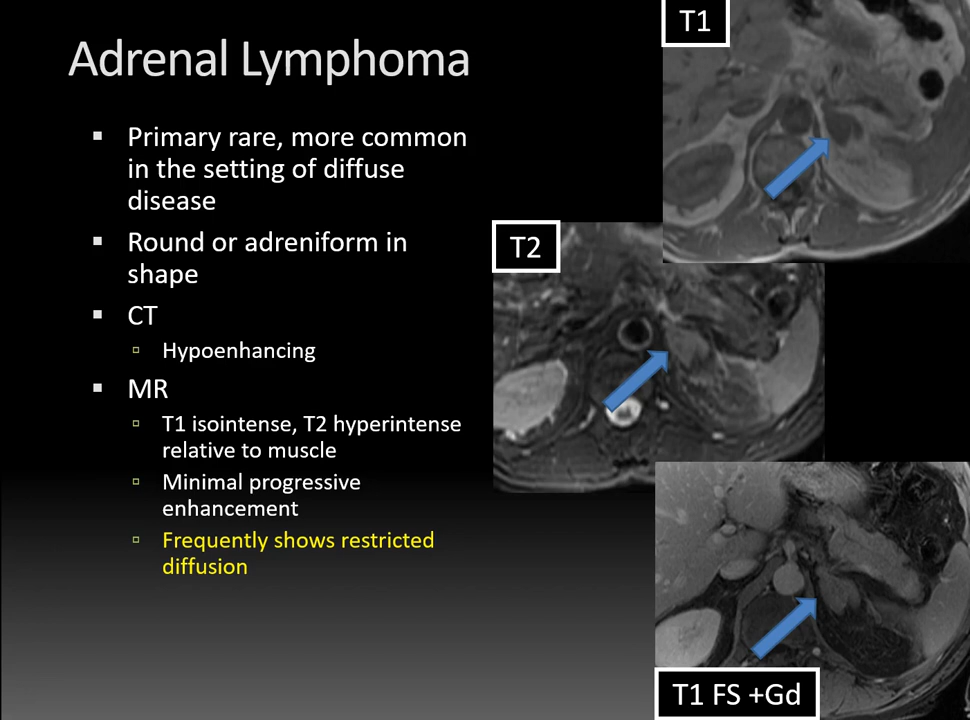 Adrenal Lymphoma
Primary rare, more common
in the setting of diffuse
disease
Round or adreniform in
shape
CT
Hypoenhancing
MR
T1 isointense, T2 hyperintense
relative to muscle
Minimal progressive
enhancement
Frequently shows restricted
diffusion
T1
T2
T1 FS +Gd